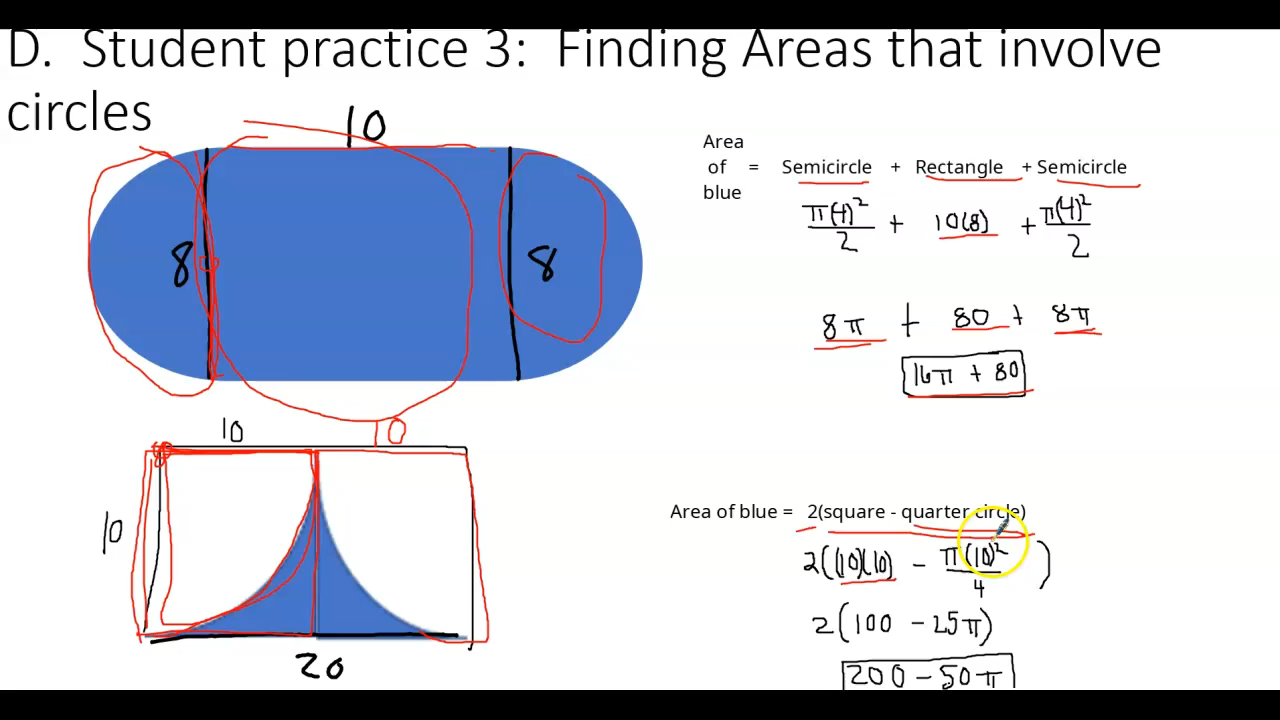 D. Student practice 3: Finding Areas that involve
circles
10
8
8
Area
of = Semicircle + Rectangle + Semicircle
blue
π(4)²/2 + 10(8) + π(4)²/2
8π + 80 + 8π
16π + 80
10
10
10
20
Area of blue = 2(square - quarter circle)
2((10)(10) - π(10)²/4)
2(100 - 25π)
200 - 50π